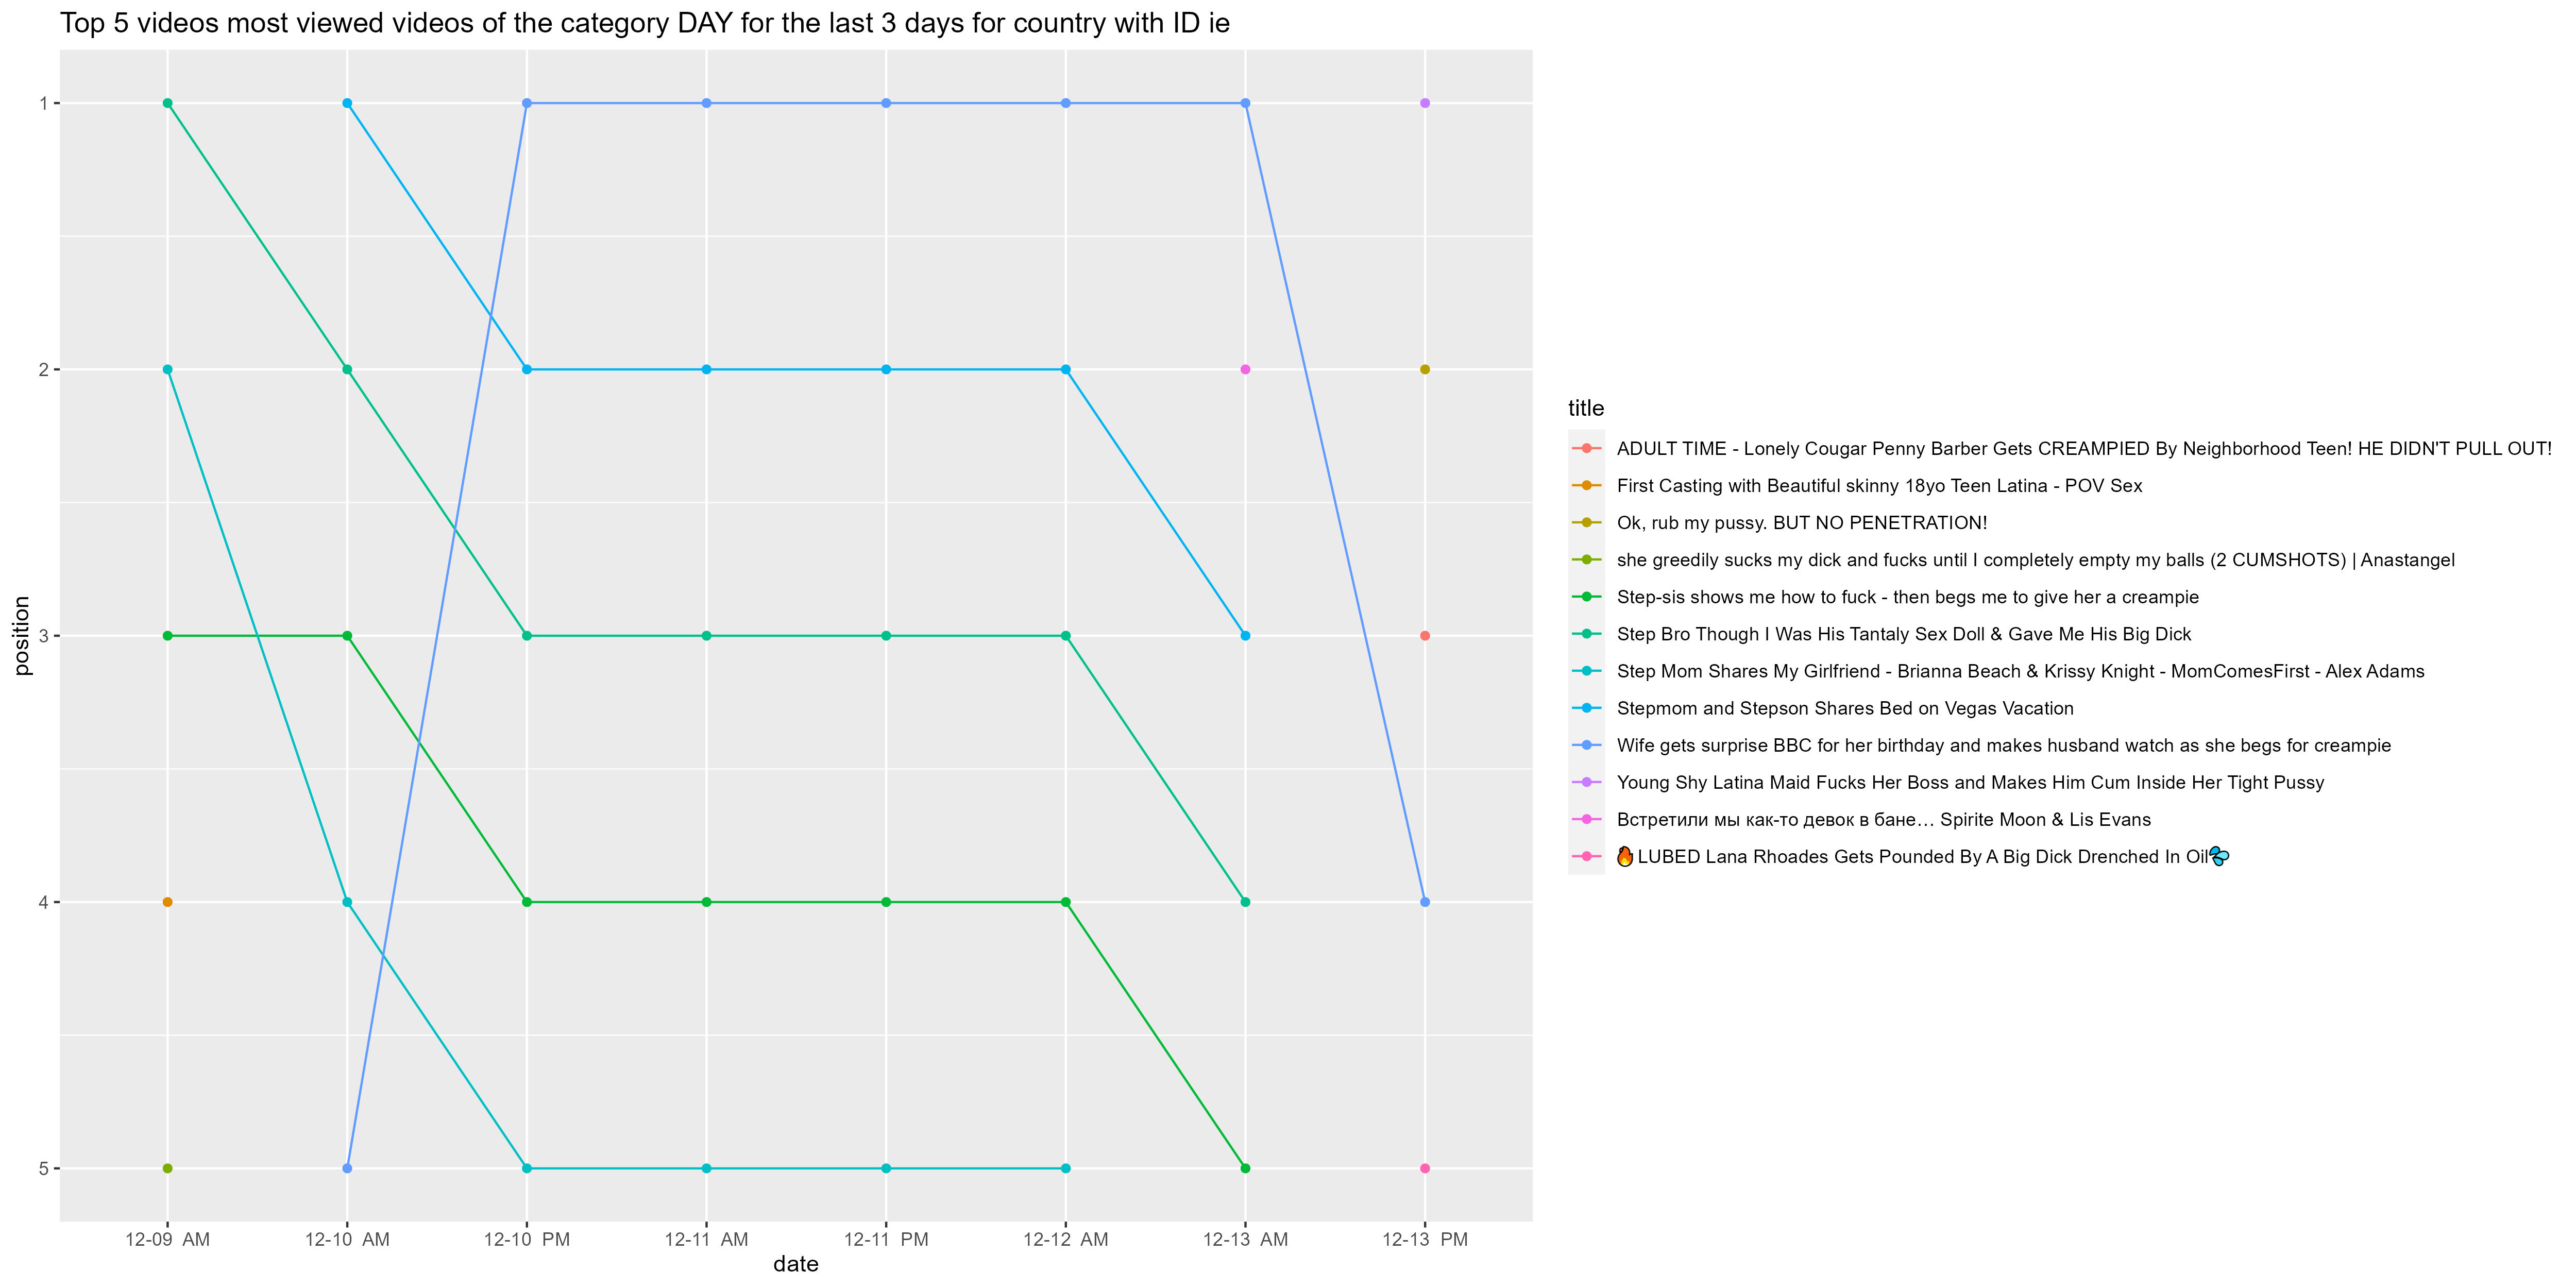 Top 5 videos most viewed videos of the category DAY for the last 3 days for country with ID ie
position
1
2
3
4
5
12-09 AM
12-10 AM
12-10 PM
12-11 AM
12-11 PM
12-12 AM
12-13 AM
12-13 PM
date
title
ADULT TIME - Lonely Cougar Penny Barber Gets CREAMPIED By Neighborhood Teen! HE DIDN'T PULL OUT!
First Casting with Beautiful skinny 18yo Teen Latina - POV Sex
Ok, rub my pussy. BUT NO PENETRATION!
she greedily sucks my dick and fucks until I completely empty my balls (2 CUMSHOTS) | Anastangel
Step-sis shows me how to fuck - then begs me to give her a creampie
Step Bro Though I Was His Tantaly Sex Doll & Gave Me His Big Dick
Step Mom Shares My Girlfriend - Brianna Beach & Krissy Knight - MomComesFirst - Alex Adams
Stepmom and Stepson Shares Bed on Vegas Vacation
Wife gets surprise BBC for her birthday and makes husband watch as she begs for creampie
Young Shy Latina Maid Fucks Her Boss and Makes Him Cum Inside Her Tight Pussy
Встретили мы как-то девок в бане… Spirite Moon & Lis Evans
🔥LUBED Lana Rhoades Gets Pounded By A Big Dick Drenched In Oil💦